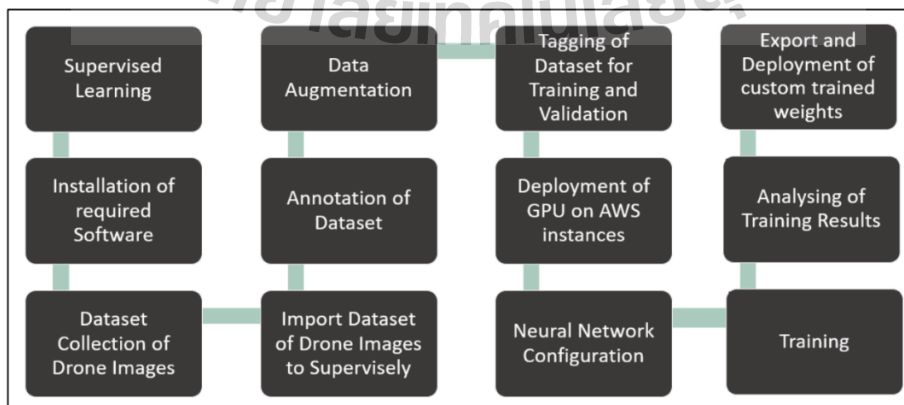 Supervised
Learning
Installation of
required
Software
Dataset
Collection of
Drone Images
Import Dataset
of Drone Images
to Supervisely
Annotation of
Dataset
Data
Augmentation
Tagging of
Dataset for
Training and
Validation
Deployment of
GPU on AWS
instances
Neural Network
Configuration
Training
Analysing of
Training Results
Export and
Deployment of
custom trained
weights